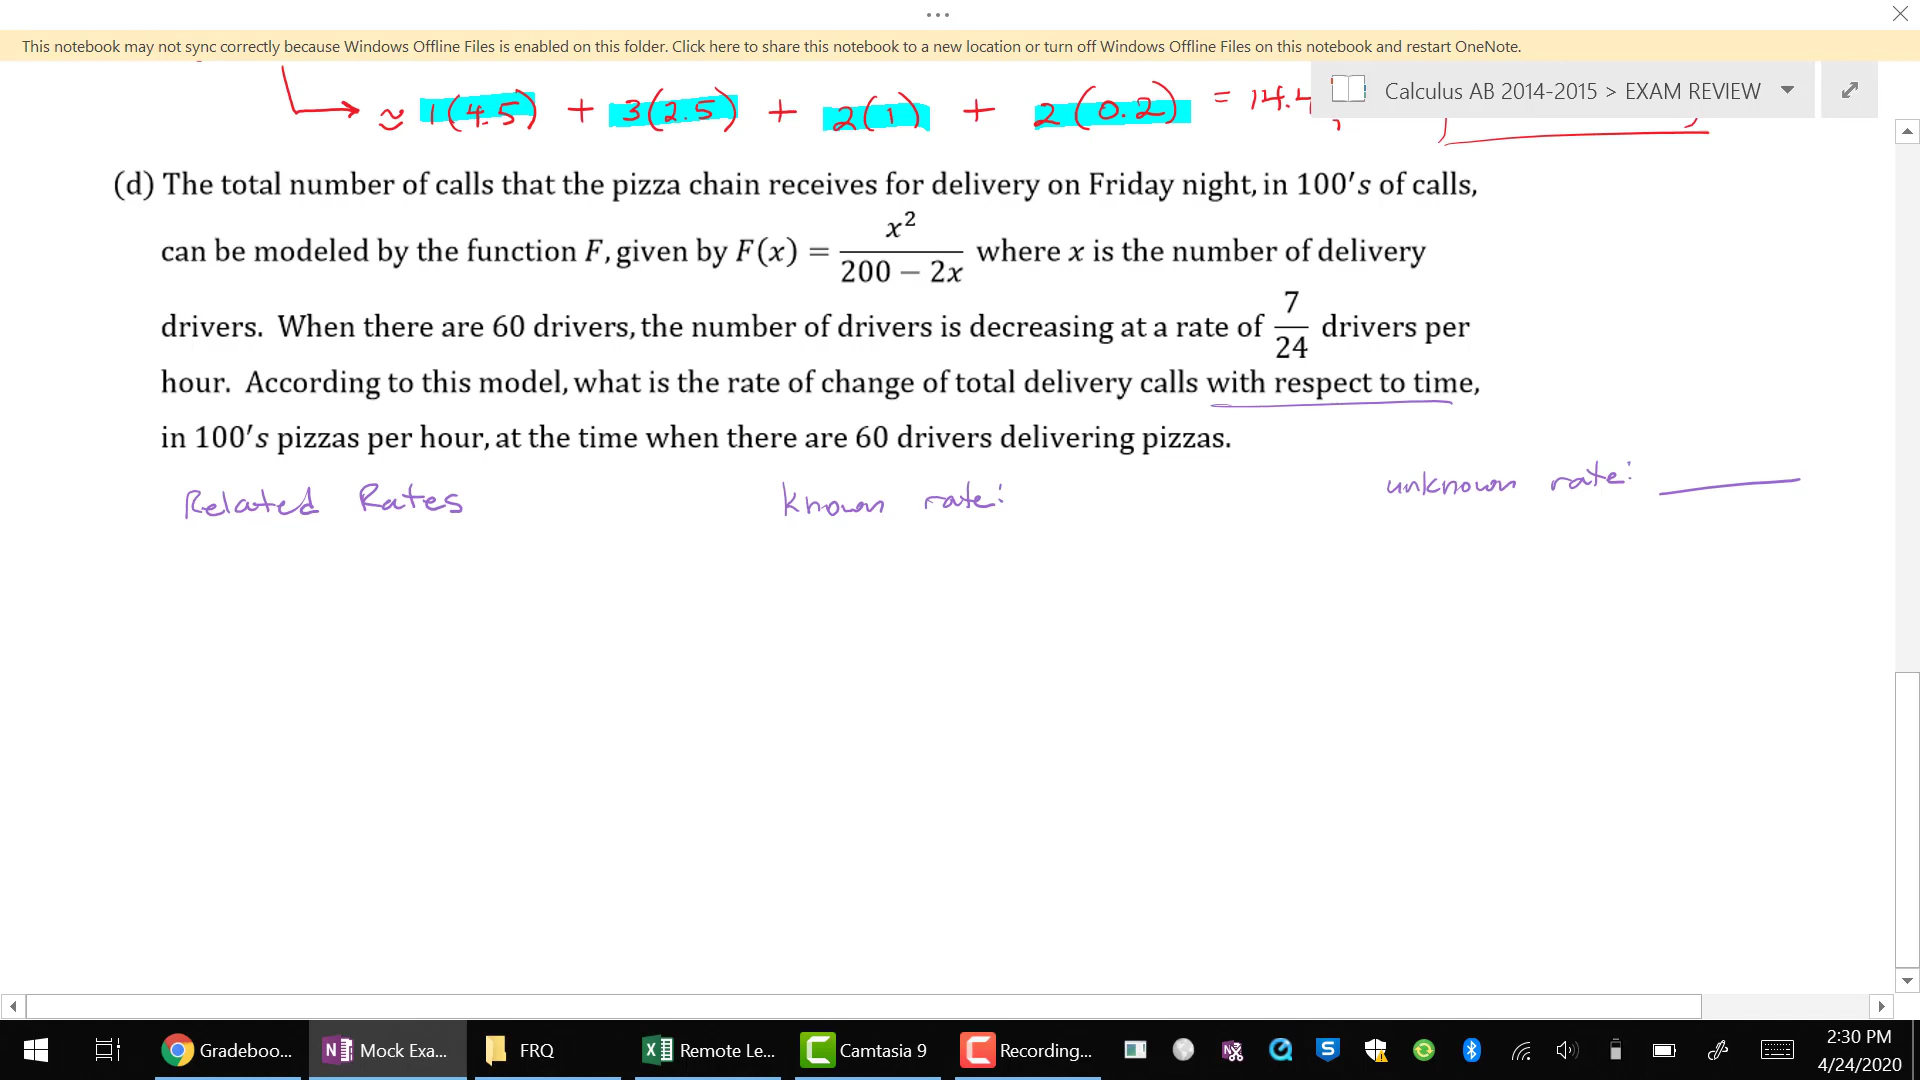 This notebook may not sync correctly because Windows Offline Files is enabled on this folder. Click here to share this notebook to a new location or turn off Windows Offline Files on this notebook and restart OneNote.
Calculus AB 2014-2015 > EXAM REVIEW
≈ 1(4.5) + 3(2.5) + 2(1) + 2(0.2) = 14.4
(d) The total number of calls that the pizza chain receives for delivery on Friday night, in 100's of calls,
can be modeled by the function F, given by F(x) = x²/(200 − 2x) where x is the number of delivery
drivers. When there are 60 drivers, the number of drivers is decreasing at a rate of 7/24 drivers per
hour. According to this model, what is the rate of change of total delivery calls with respect to time,
in 100's pizzas per hour, at the time when there are 60 drivers delivering pizzas.
Related Rates known rate: unknown rate: ____
Gradeboo... Mock Exa... FRQ Remote Le... Camtasia 9 Recording...
2:30 PM
4/24/2020